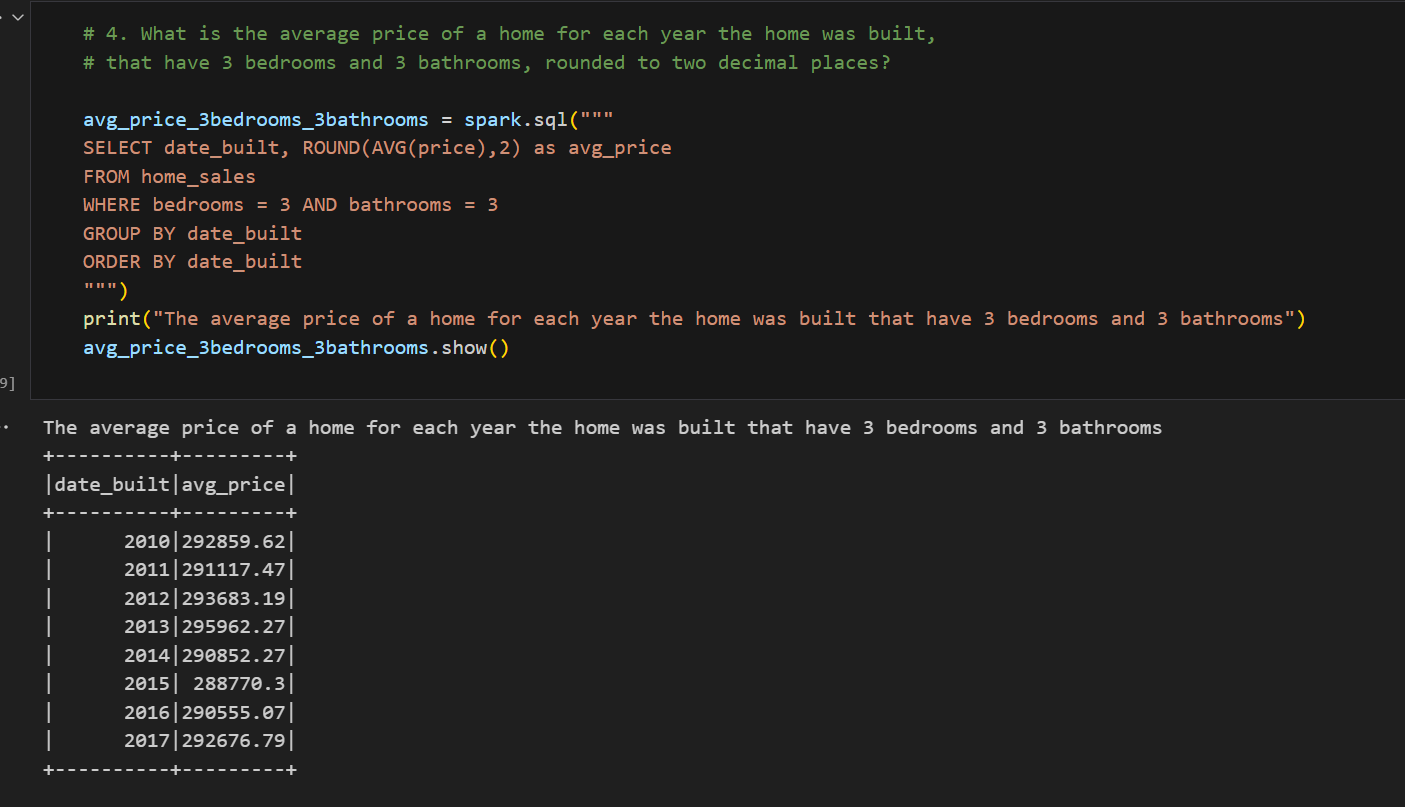 # 4. What is the average price of a home for each year the home was built,
# that have 3 bedrooms and 3 bathrooms, rounded to two decimal places?
avg_price_3bedrooms_3bathrooms = spark.sql("""
SELECT date_built, ROUND(AVG(price),2) as avg_price
FROM home_sales
WHERE bedrooms = 3 AND bathrooms = 3
GROUP BY date_built
ORDER BY date_built
""")
print("The average price of a home for each year the home was built that have 3 bedrooms and 3 bathrooms")
avg_price_3bedrooms_3bathrooms.show()
9]
The average price of a home for each year the home was built that have 3 bedrooms and 3 bathrooms
+----------+---------+
|date_built|avg_price|
+----------+---------+
|      2010|292859.62|
|      2011|291117.47|
|      2012|293683.19|
|      2013|295962.27|
|      2014|290852.27|
|      2015| 288770.3|
|      2016|290555.07|
|      2017|292676.79|
+----------+---------+